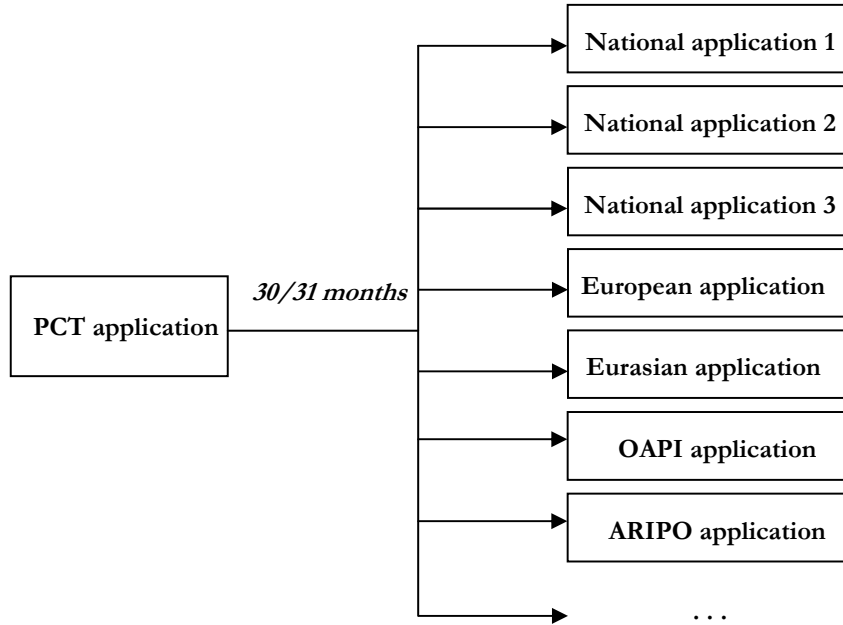 National application 1
National application 2
National application 3
European application
30/31 months
PCT application
Eurasian application
OAPI application
ARIPO application
. . .